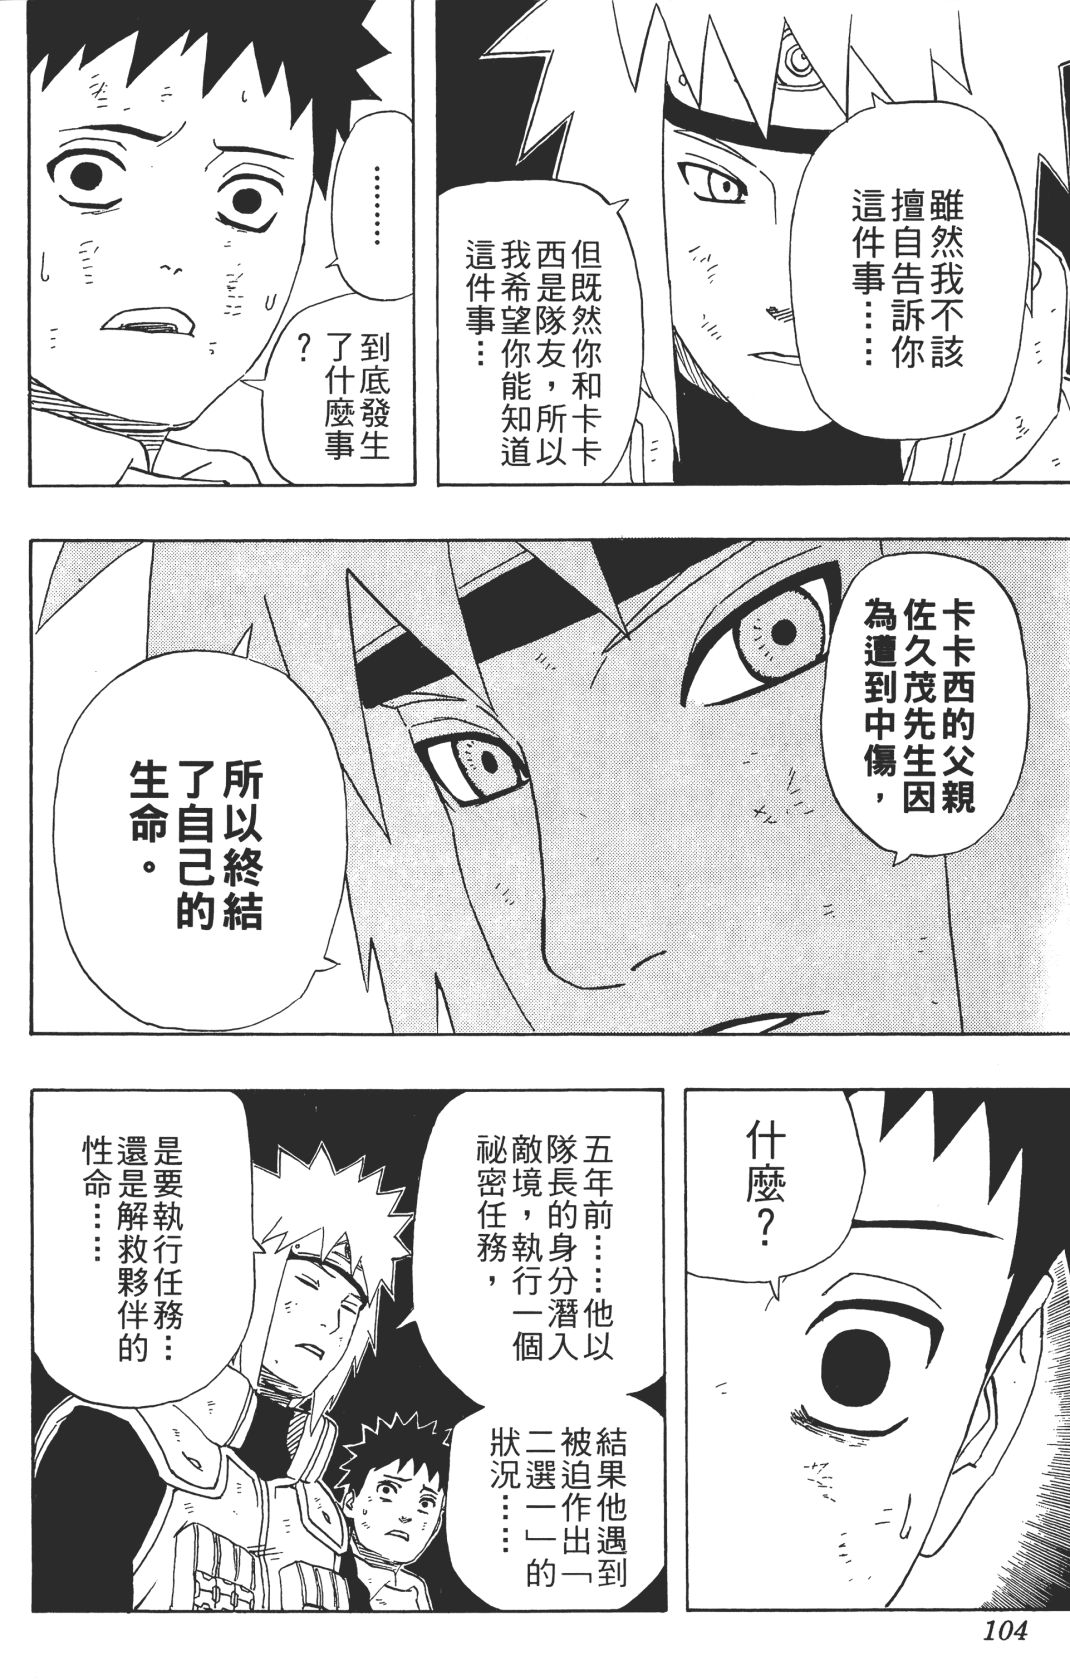 雖然我不該
擅自告訴你
這件事……
但既然你和卡卡
西是隊友，所以
我希望你能知道
這件事…
………
到底發生
了什麼事
？
卡卡西的父親
佐久茂先生因
為遭到中傷，
所以終結
了自己的
生命。
什麼？
五年前……他以
隊長的身分潛入
敵境，執行一個
祕密任務，
結果他遇到
被迫作出「
二選一」的
狀況……
是要執行任務…
還是解救夥伴的
性命……
104